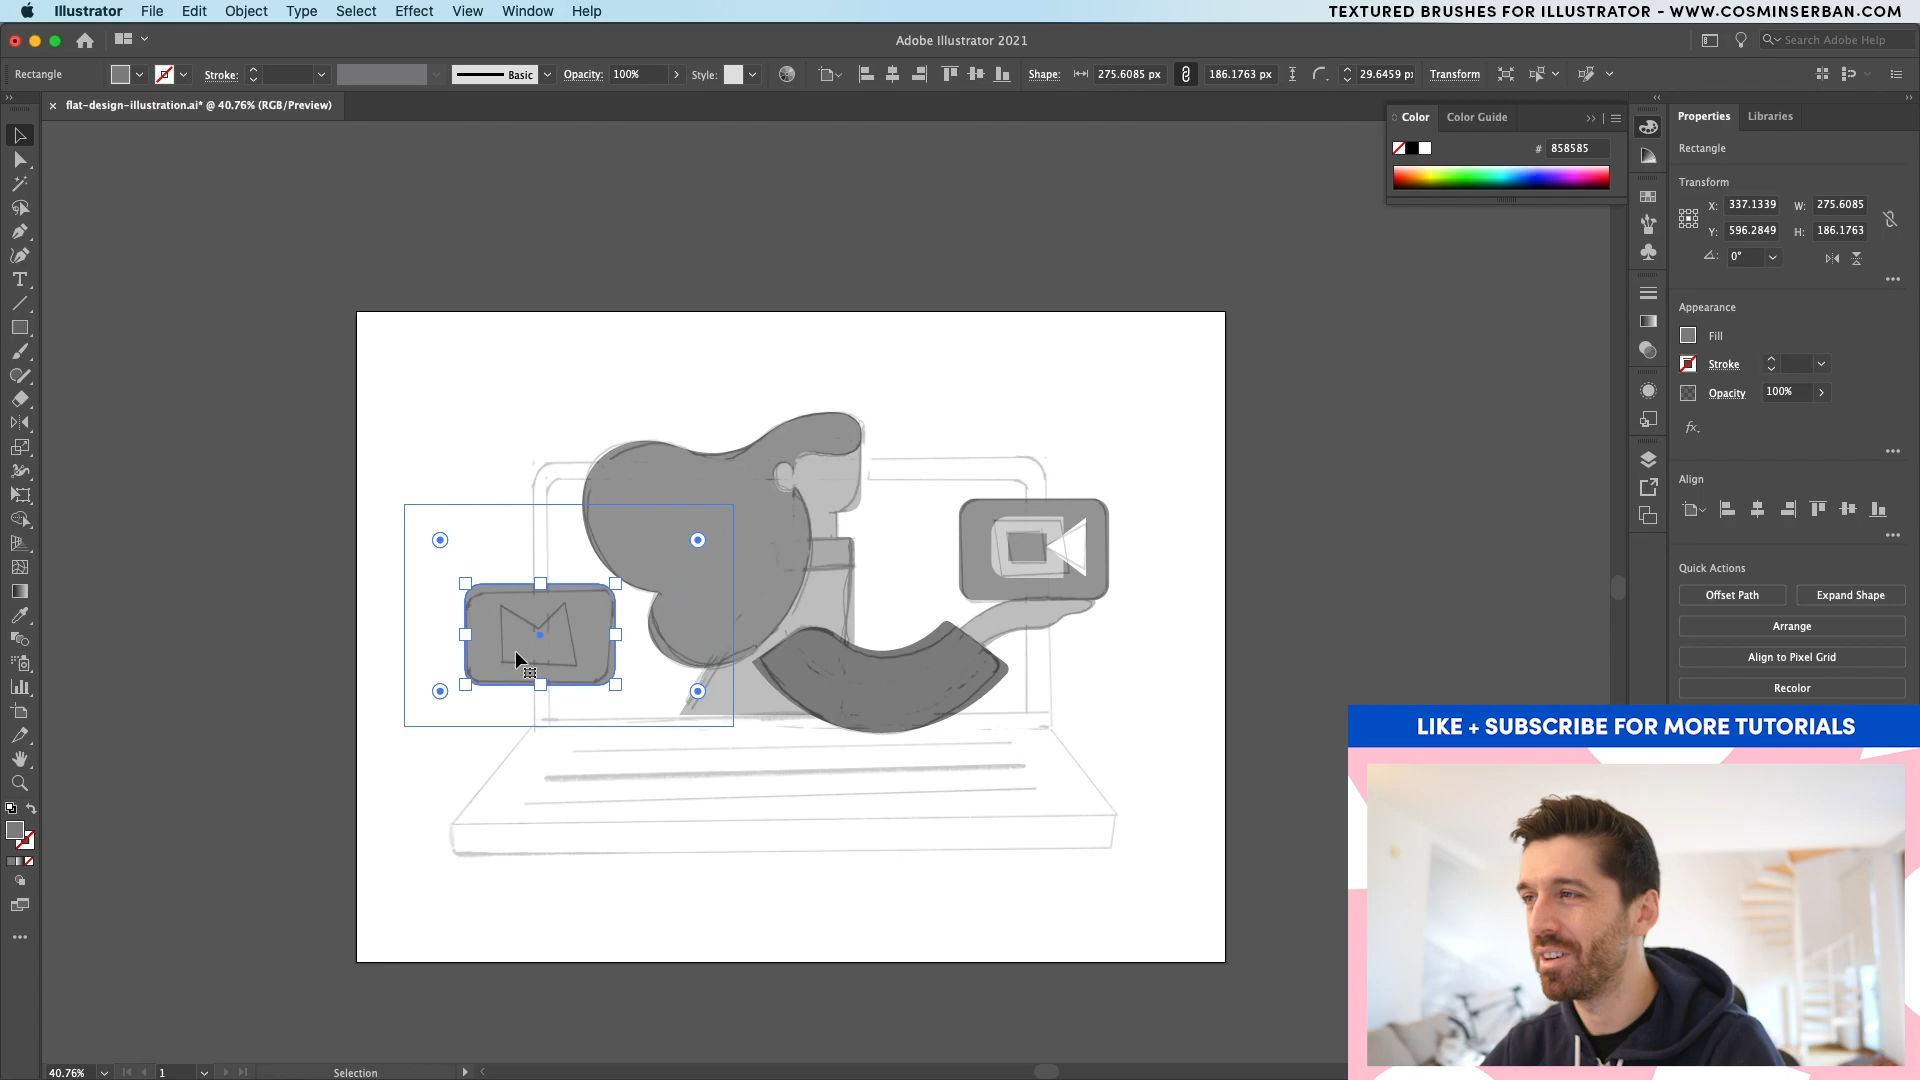 Illustrator File Edit Object Type Select Effect View Window Help
TEXTURED BRUSHES FOR ILLUSTRATOR - WWW.COSMINSERBAN.COM
Adobe Illustrator 2021
Search Adobe Help
Rectangle
Stroke:
Basic
Opacity: 100%
Style:
Shape: 275.6085 px 186.1763 px 29.6459 p
Transform
× flat-design-illustration.ai* @ 40.76% (RGB/Preview)
Color Color Guide
# 858585
Properties Libraries
Rectangle
Transform
X: 337.1339 W: 275.6085
Y: 596.2849 H: 186.1763
0°
Appearance
Fill
Stroke
Opacity 100%
fx.
Align
Quick Actions
Offset Path Expand Shape
Arrange
Align to Pixel Grid
Recolor
LIKE + SUBSCRIBE FOR MORE TUTORIALS
40.76% 1 Selection